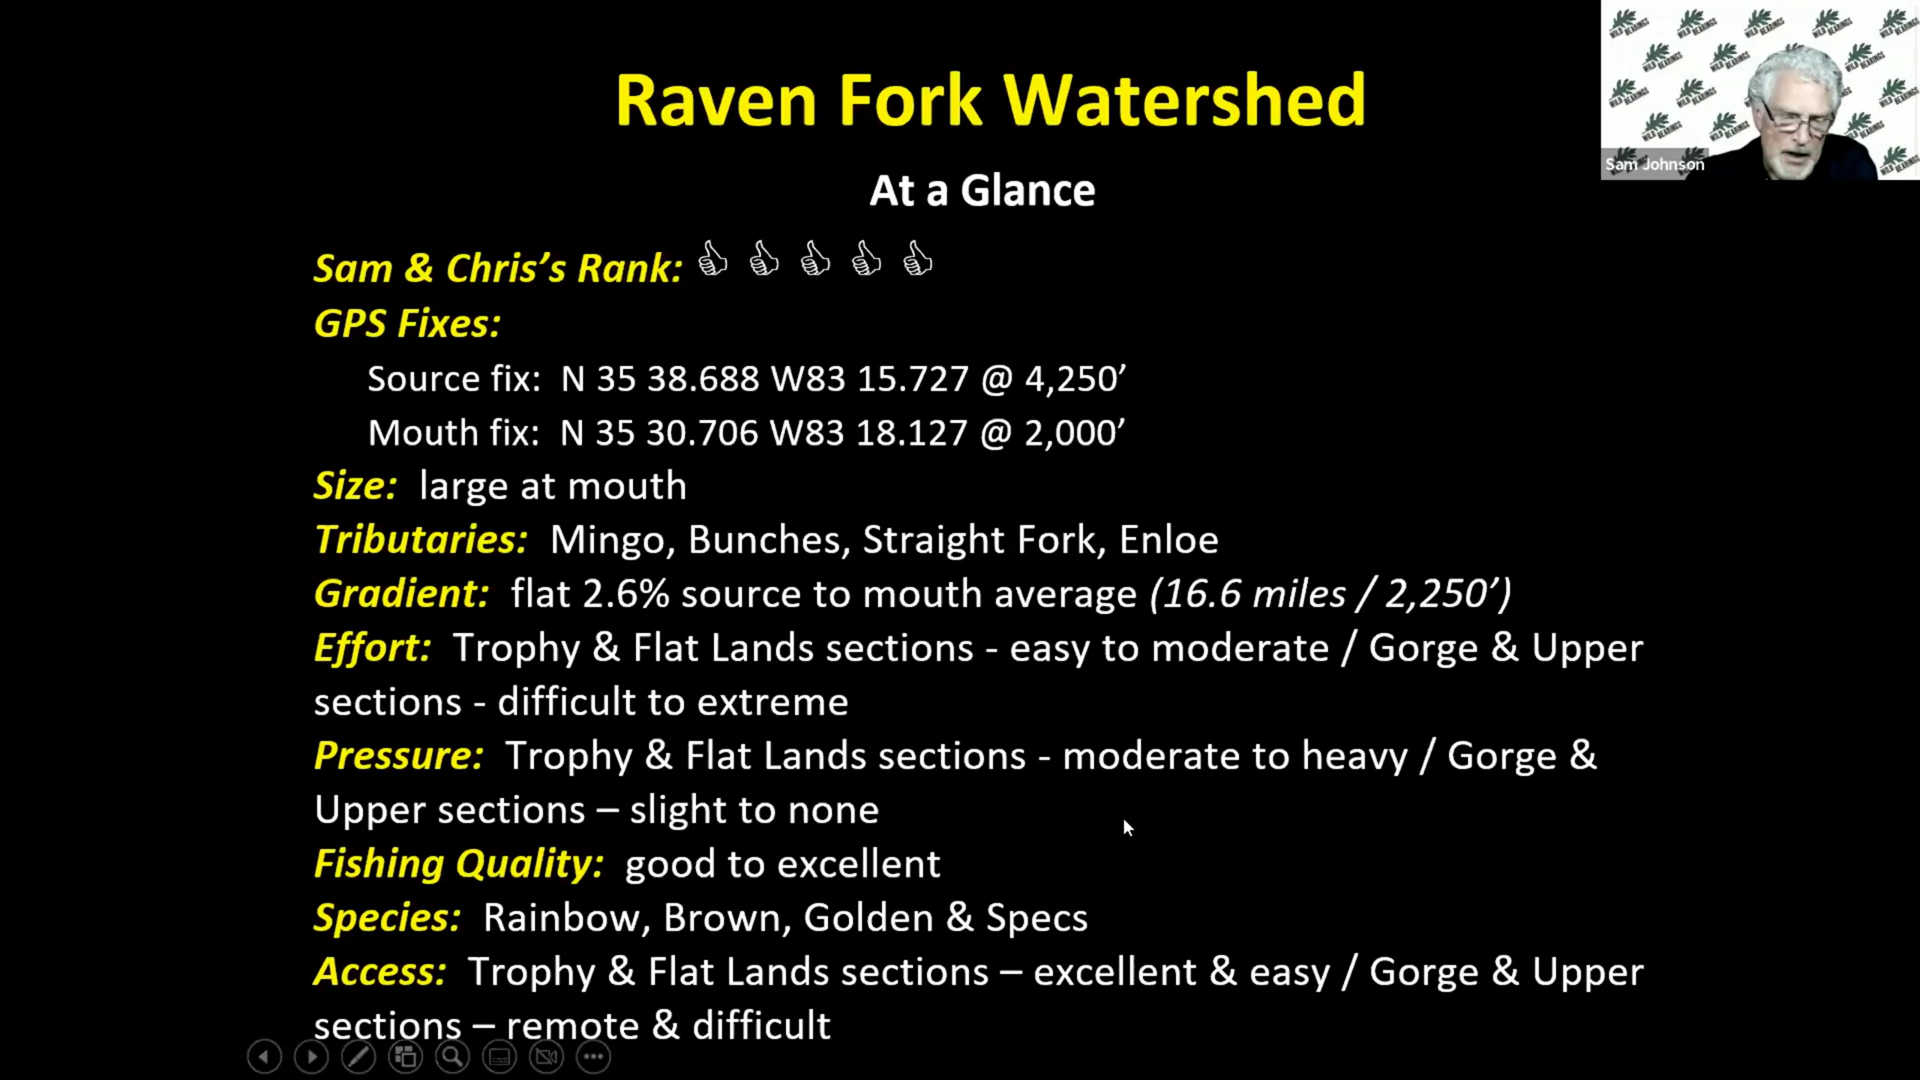 Raven Fork Watershed
At a Glance
Sam & Chris's Rank:
GPS Fixes:
Source fix: N 35 38.688 W83 15.727 @ 4,250’
Mouth fix: N 35 30.706 W83 18.127 @ 2,000’
Size: large at mouth
Tributaries: Mingo, Bunches, Straight Fork, Enloe
Gradient: flat 2.6% source to mouth average (16.6 miles / 2,250’)
Effort: Trophy & Flat Lands sections - easy to moderate / Gorge & Upper
sections - difficult to extreme
Pressure: Trophy & Flat Lands sections - moderate to heavy / Gorge &
Upper sections – slight to none
Fishing Quality: good to excellent
Species: Rainbow, Brown, Golden & Specs
Access: Trophy & Flat Lands sections – excellent & easy / Gorge & Upper
sections – remote & difficult
Sam Johnson
WILD BEARINGS